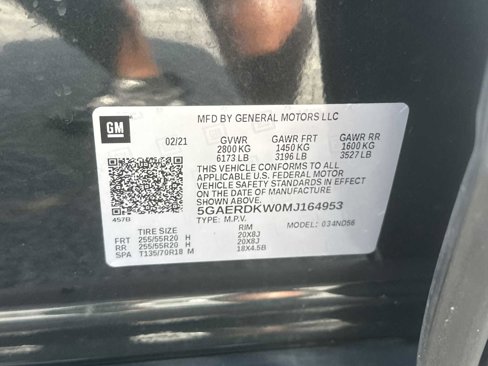 GM
MFD BY GENERAL MOTORS LLC
02/21 GVWR GAWR FRT GAWR RR
2800 KG 1450 KG 1600 KG
6173 LB 3196 LB 3527 LB
THIS VEHICLE CONFORMS TO ALL
APPLICABLE U.S. FEDERAL MOTOR
VEHICLE SAFETY STANDARDS IN EFFECT
ON THE DATE OF MANUFACTURE
SHOWN ABOVE.
5GAERDKW0MJ164953
457B TYPE: M.P.V. MODEL: 034ND56
TIRE SIZE RIM
FRT 255/55R20 H 20X8J
RR 255/55R20 H 20X8J
SPA T135/70R18 M 18X4.5B